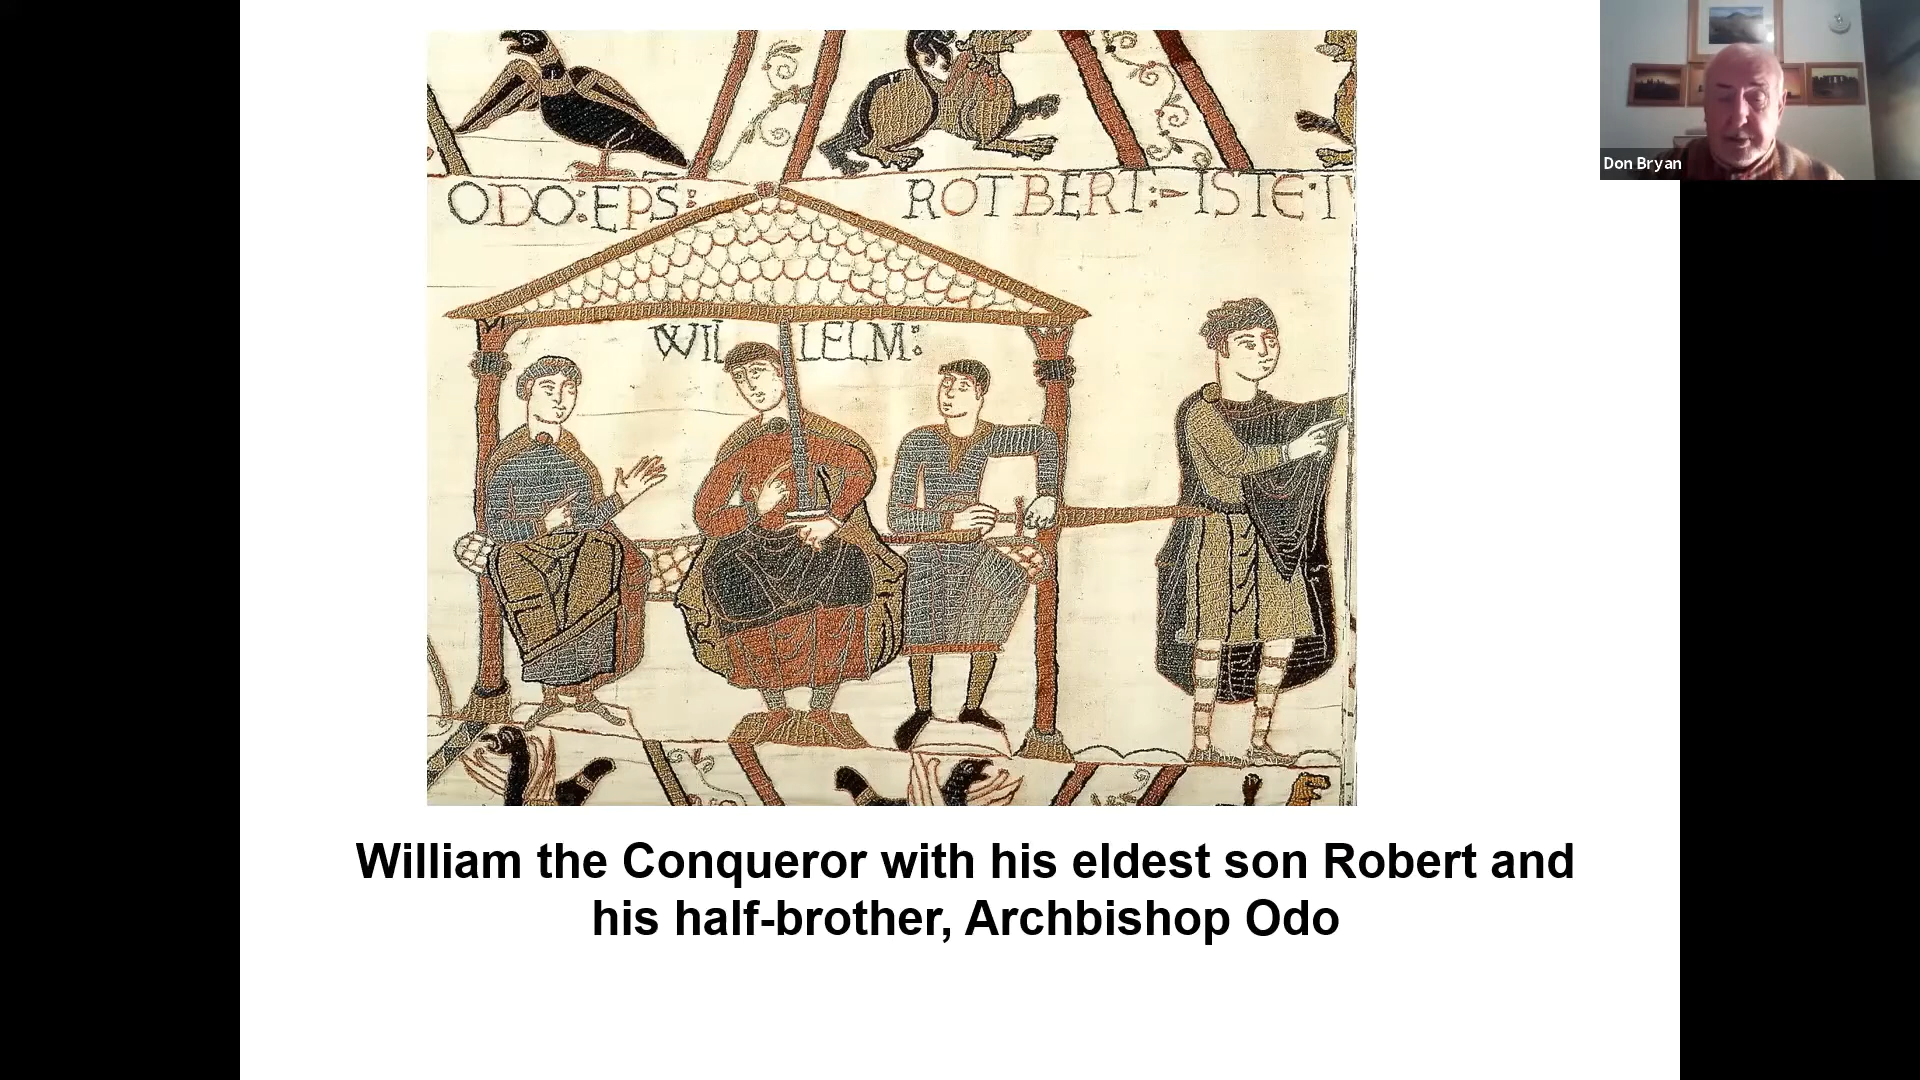 ODO:EPS:
ROTBERT:-ISTE:T
WILLELM:
William the Conqueror with his eldest son Robert and
his half-brother, Archbishop Odo
Don Bryan